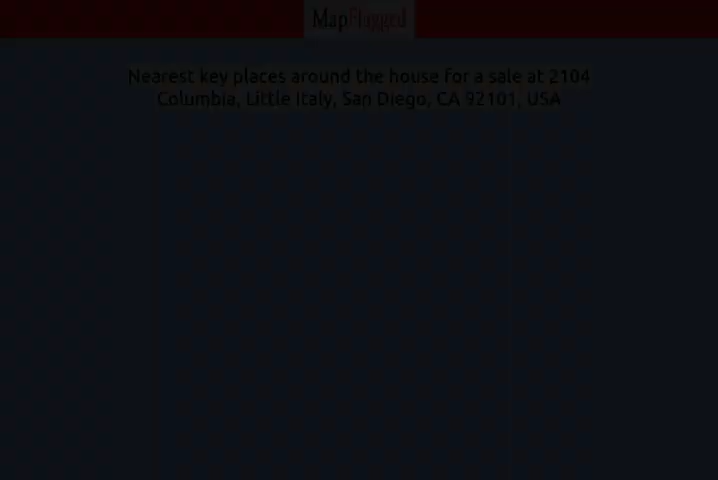 MapFlagged
Nearest key places around the house for a sale at 2104
Columbia, Little Italy, San Diego, CA 92101, USA